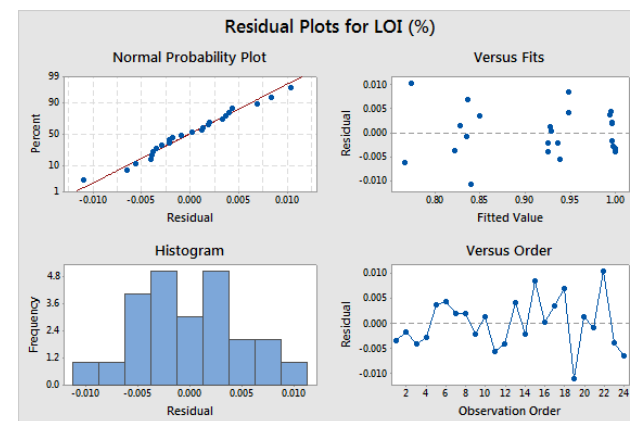 Residual Plots for LOI (%)
Normal Probability Plot
99
90
50
10
1
Percent
-0.010 -0.005 0.000 0.005 0.010
Residual
Versus Fits
0.010
0.005
0.000
-0.005
-0.010
Residual
0.80 0.85 0.90 0.95 1.00
Fitted Value
Histogram
4.8
3.6
2.4
1.2
0.0
Frequency
-0.010 -0.005 0.000 0.005 0.010
Residual
Versus Order
0.010
0.005
0.000
-0.005
-0.010
Residual
2 4 6 8 10 12 14 16 18 20 22 24
Observation Order